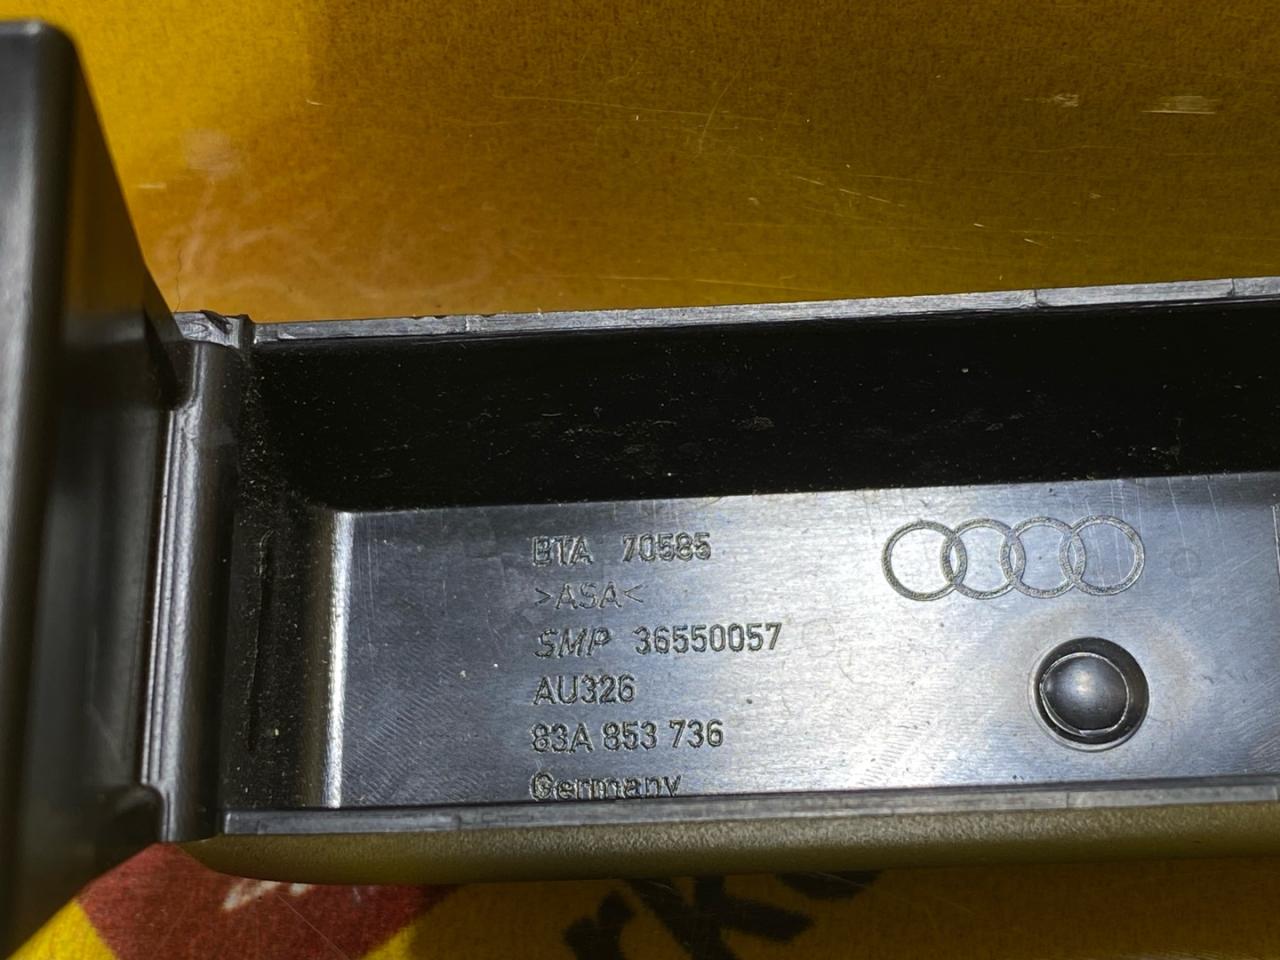 BTA 70585
>ASA<
SMP 36550057
AU326
83A 853 736
Germany